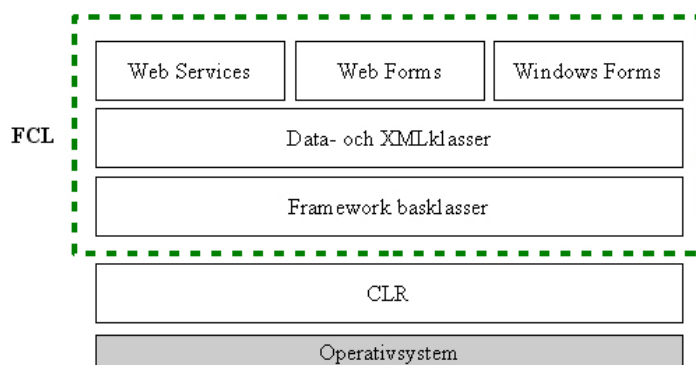 Web Services Web Forms Windows Forms
FCL Data- och XMLklasser
Framework basklasser
CLR
Operativsystem